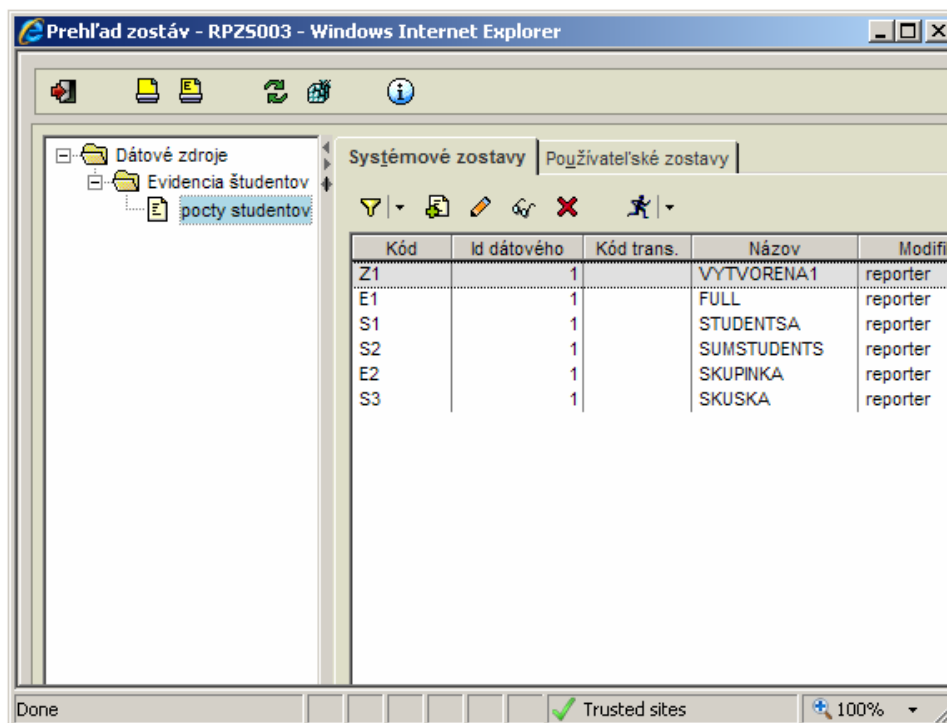 Prehľad zostáv - RPZS003 - Windows Internet Explorer
Dátové zdroje
Evidencia študentov
pocty studentov
Systémové zostavy Používateľské zostavy
Kód Id dátového Kód trans. Názov Modifi
Z1 1 VYTVORENA1 reporter
E1 1 FULL reporter
S1 1 STUDENTSA reporter
S2 1 SUMSTUDENTS reporter
E2 1 SKUPINKA reporter
S3 1 SKUSKA reporter
Done Trusted sites 100%